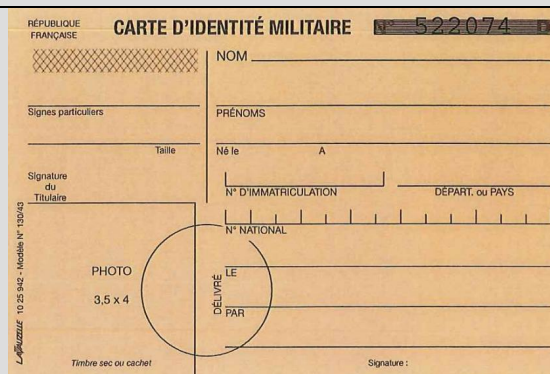 RÉPUBLIQUE
FRANÇAISE
CARTE D'IDENTITÉ MILITAIRE
N° 522074
NOM
Signes particuliers
PRÉNOMS
Taille
Né le A
Signature
du
Titulaire
N° D'IMMATRICULATION
DÉPART. ou PAYS
N° NATIONAL
PHOTO
3,5 x 4
DÉLIVRÉ
LE
PAR
Timbre sec ou cachet
Signature :
LAVAUZELLE 10 25 942 - Modèle N° 130/43